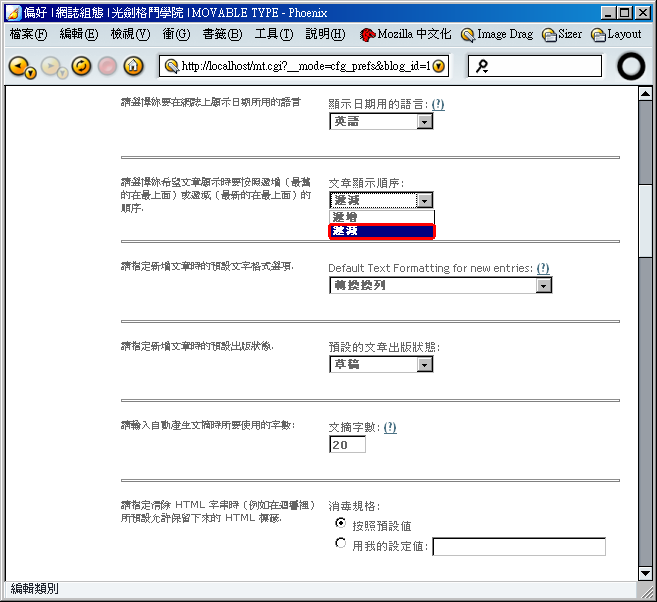 偏好 | 網誌組態 | 光劍格鬥學院 | MOVABLE TYPE - Phoenix
檔案(F) 編輯(E) 檢視(V) 衝(G) 書籤(B) 工具(T) 說明(H) Mozilla 中文化 Image Drag Sizer Layout
http://localhost/mt.cgi?__mode=cfg_prefs&blog_id=1
請選擇妳要在網誌上顯示日期所用的語言
顯示日期用的語言: (?)
英語
請選擇妳希望文章顯示時要按照遞增（最舊
的在最上面）或遞減（最新的在最上面）的
順序.
文章顯示順序:
遞減
遞增
遞減
請指定新增文章時的預設文字格式選項.
Default Text Formatting for new entries: (?)
轉換換列
請指定新增文章時的預設出版狀態.
預設的文章出版狀態:
草稿
請輸入自動產生文摘時所要使用的字數:
文摘字數: (?)
20
請指定清除 HTML 字串時（例如在迴響裡）
所預設允許保留下來的 HTML 標籤.
消毒規格:
按照預設值
用我的設定值:
編輯類別